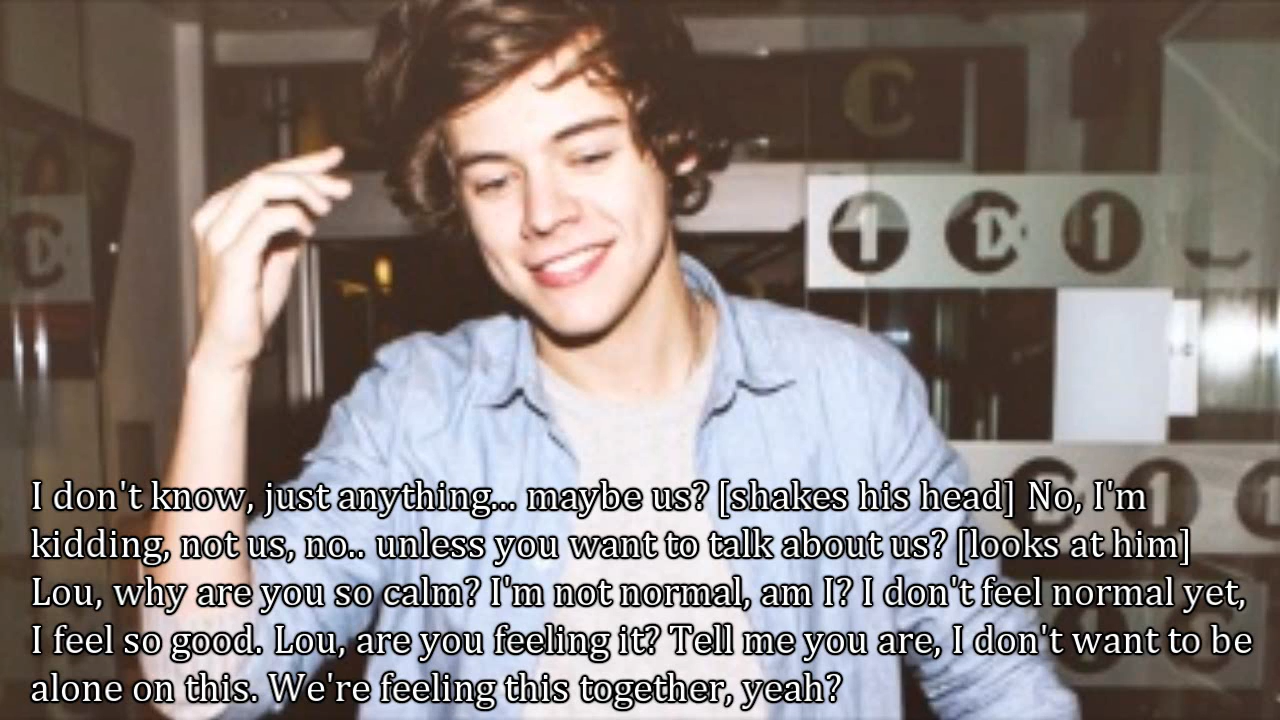 1 1X 1
I don't know, just anything... maybe us? [shakes his head] No, I'm
kidding, not us, no.. unless you want to talk about us? [looks at him]
Lou, why are you so calm? I'm not normal, am I? I don't feel normal yet,
I feel so good. Lou, are you feeling it? Tell me you are, I don't want to be
alone on this. We're feeling this together, yeah?